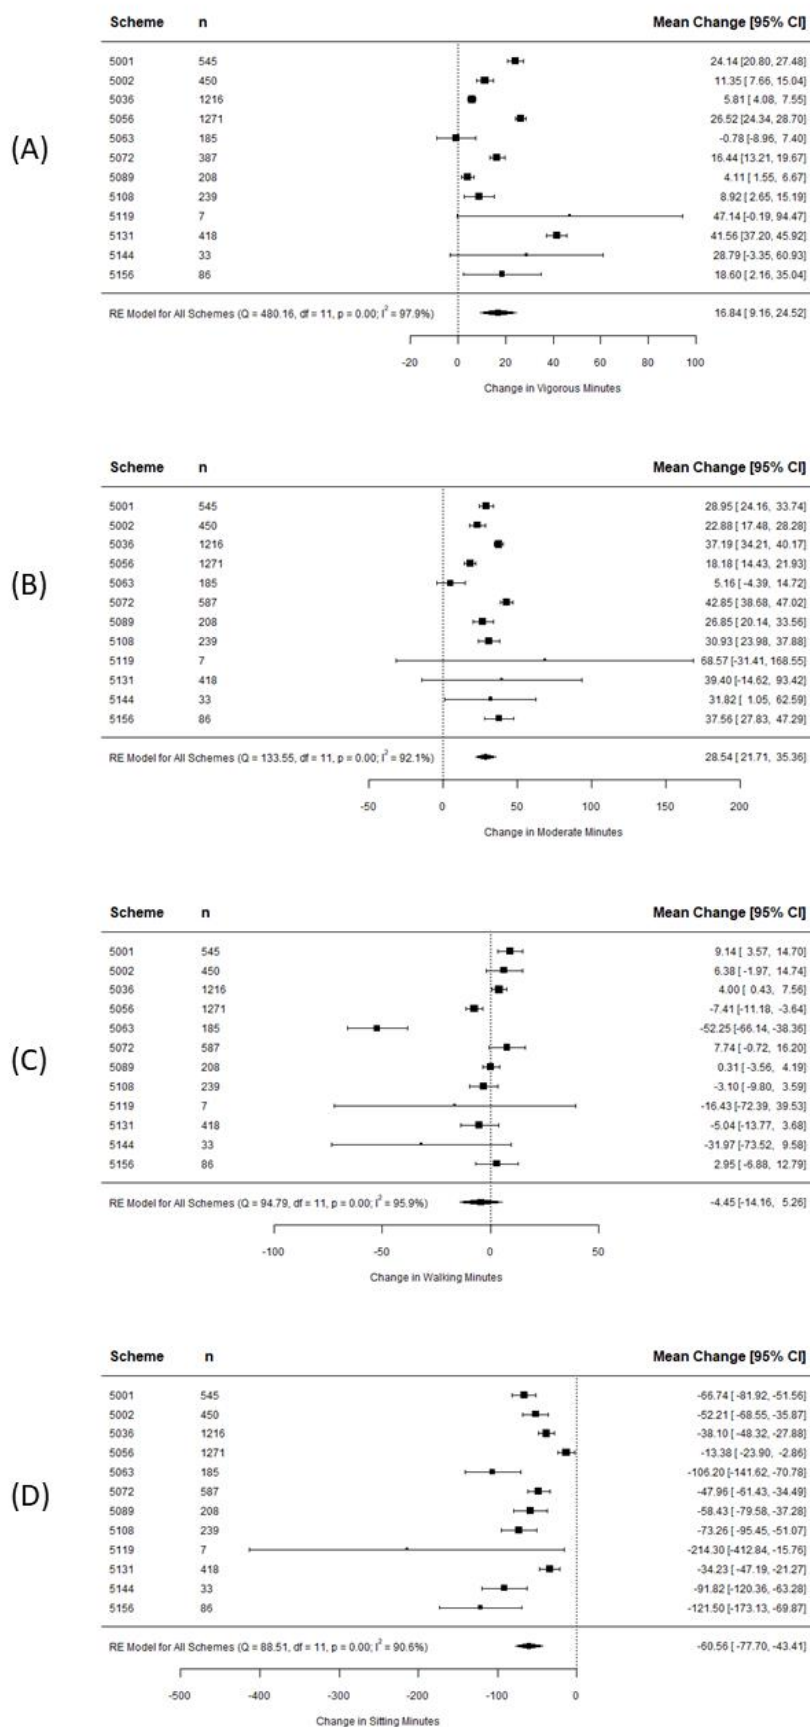 Scheme n Mean Change [95% CI]
5001 545 24.14 [20.80, 27.48]
5002 450 11.35 [ 7.66, 15.04]
5036 1216 5.81 [ 4.08, 7.55]
(A)
5056 1271 26.52 [24.34, 28.70]
5063 185 -0.78 [-8.96, 7.40]
5072 387 16.44 [13.21, 19.67]
5089 208 4.11 [ 1.55, 6.67]
5108 239 8.92 [ 2.65, 15.19]
5119 7 47.14 [-0.19, 94.47]
5131 418 41.56 [37.20, 45.92]
5144 33 28.79 [-3.35, 60.93]
5156 86 18.60 [ 2.16, 35.04]
RE Model for All Schemes (Q = 480.16, df = 11, p = 0.00; I² = 97.9%) 16.84 [ 9.16, 24.52]
-20 0 20 40 60 80 100
Change in Vigorous Minutes
Scheme n Mean Change [95% CI]
5001 545 28.95 [ 24.16, 33.74]
5002 450 22.88 [ 17.48, 28.28]
5036 1216 37.19 [ 34.21, 40.17]
5056 1271 18.18 [ 14.43, 21.93]
(B)
5063 185 5.16 [ -4.39, 14.72]
5072 587 42.85 [ 38.68, 47.02]
5089 208 26.85 [ 20.14, 33.56]
5108 239 30.93 [ 23.98, 37.88]
5119 7 68.57 [-31.41, 168.55]
5131 418 39.40 [-14.62, 93.42]
5144 33 31.82 [ 1.05, 62.59]
5156 86 37.56 [ 27.83, 47.29]
RE Model for All Schemes (Q = 133.55, df = 11, p = 0.00; I² = 92.1%) 28.54 [ 21.71, 35.36]
-50 0 50 100 150 200
Change in Moderate Minutes
Scheme n Mean Change [95% CI]
5001 545 9.14 [ 3.57, 14.70]
5002 450 6.38 [ -1.97, 14.74]
5036 1216 4.00 [ 0.43, 7.56]
5056 1271 -7.41 [-11.18, -3.64]
5063 185 -52.25 [-66.14, -38.36]
(C)
5072 587 7.74 [ -0.72, 16.20]
5089 208 0.31 [ -3.56, 4.19]
5108 239 -3.10 [ -9.80, 3.59]
5119 7 -16.43 [-72.39, 39.53]
5131 418 -5.04 [-13.77, 3.68]
5144 33 -31.97 [-73.52, 9.58]
5156 86 2.95 [ -6.88, 12.79]
RE Model for All Schemes (Q = 94.79, df = 11, p = 0.00; I² = 95.9%) -4.45 [-14.16, 5.26]
-100 -50 0 50
Change in Walking Minutes
Scheme n Mean Change [95% CI]
5001 545 -66.74 [ -81.92, -51.56]
5002 450 -52.21 [ -68.55, -35.87]
5036 1216 -38.10 [ -48.32, -27.88]
5056 1271 -13.38 [ -23.90, -2.86]
5063 185 -106.20 [ -141.62, -70.78]
(D)
5072 587 -47.96 [ -61.43, -34.49]
5089 208 -58.43 [ -79.58, -37.28]
5108 239 -73.26 [ -95.45, -51.07]
5119 7 -214.30 [ -412.84, -15.76]
5131 418 -34.23 [ -47.19, -21.27]
5144 33 -91.82 [ -120.36, -63.28]
5156 86 -121.50 [ -173.13, -69.87]
RE Model for All Schemes (Q = 88.51, df = 11, p = 0.00; I² = 90.6%) -60.56 [ -77.70, -43.41]
-500 -400 -300 -200 -100 0
Change in Sitting Minutes